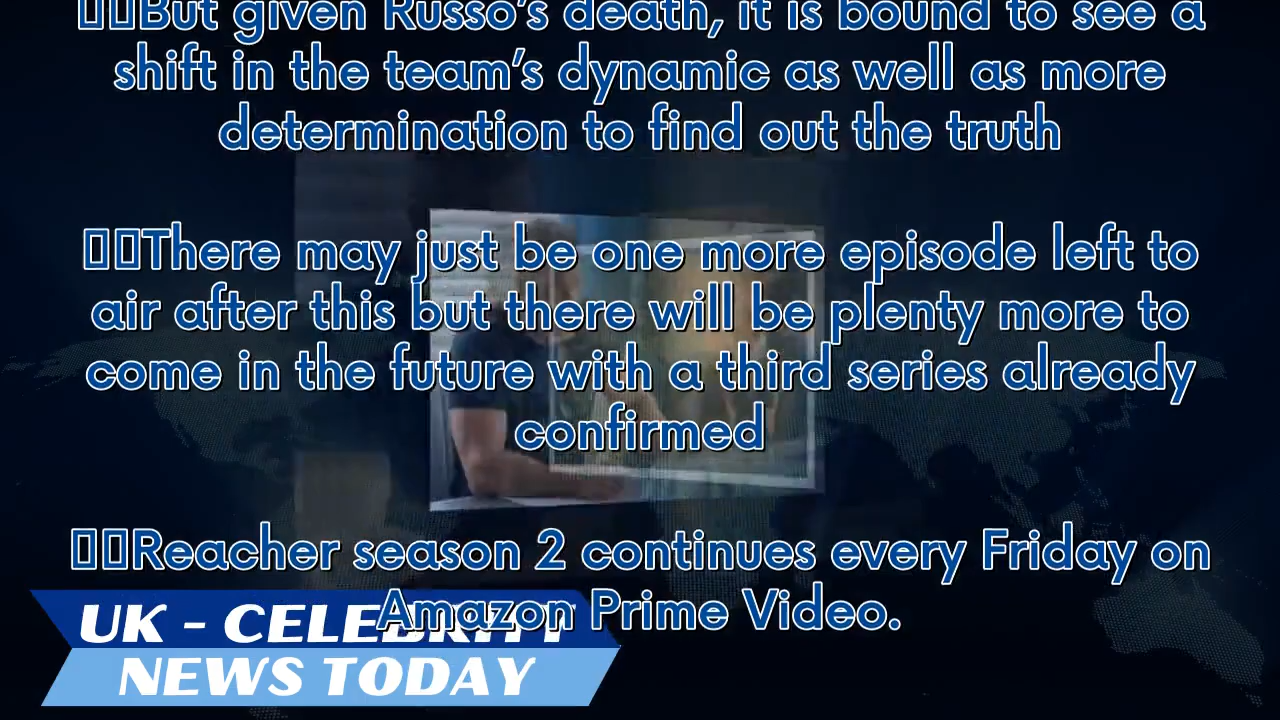 But given Russo's death, it is bound to see a
shift in the team's dynamic as well as more
determination to find out the truth
There may just be one more episode left to
air after this but there will be plenty more to
come in the future with a third series already
confirmed
Reacher season 2 continues every Friday on
Amazon Prime Video.
UK - CELEBRITY
NEWS TODAY